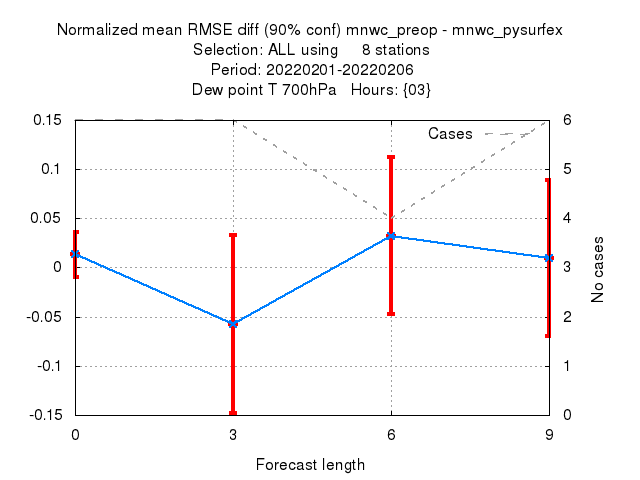 Normalized mean RMSE diff (90% conf) mnwc_preop - mnwc_pysurfex
Selection: ALL using     8 stations
Period: 20220201-20220206
Dew point T 700hPa   Hours: {03}
Cases
0.15
0.1
0.05
0
-0.05
-0.1
-0.15
6
5
4
3
2
1
0
No cases
0 3 6 9
Forecast length